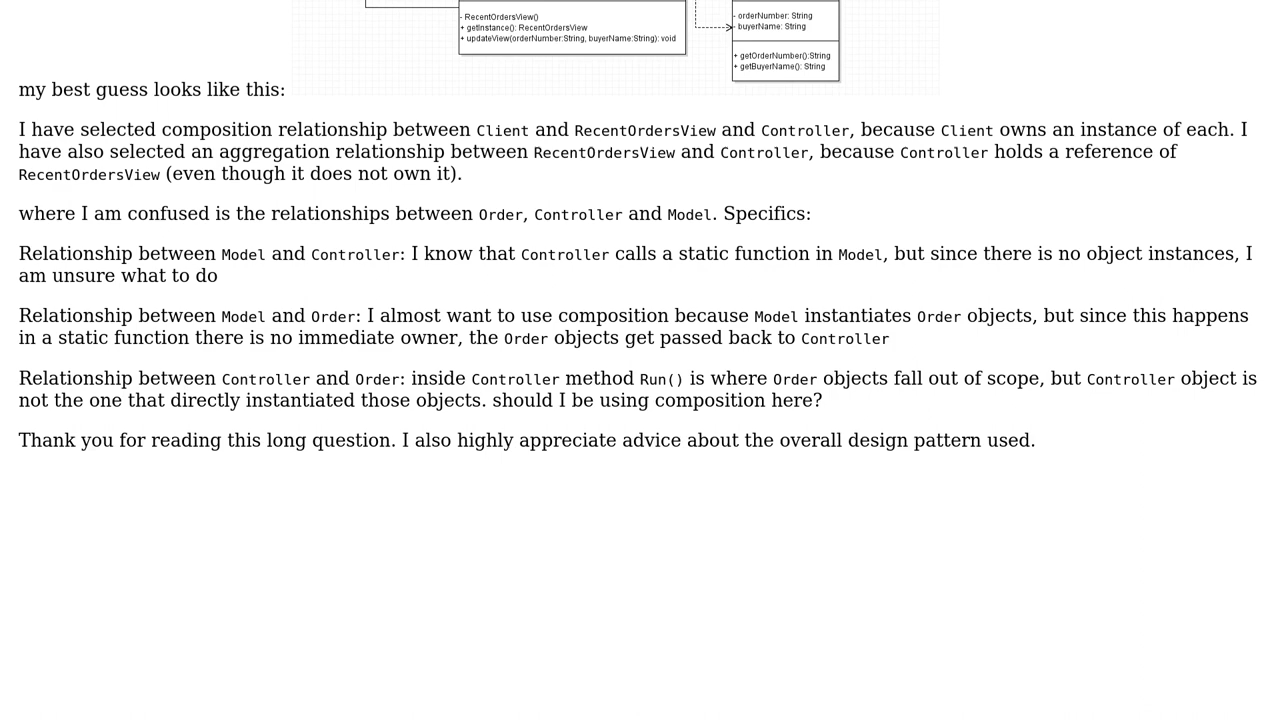 - RecentOrdersView()
+ getInstance(): RecentOrdersView
+ updateView(orderNumber:String, buyerName:String): void
- orderNumber: String
- buyerName: String
+ getOrderNumber():String
+ getBuyerName(): String
my best guess looks like this:
I have selected composition relationship between Client and RecentOrdersView and Controller, because Client owns an instance of each. I
have also selected an aggregation relationship between RecentOrdersView and Controller, because Controller holds a reference of
RecentOrdersView (even though it does not own it).
where I am confused is the relationships between Order, Controller and Model. Specifics:
Relationship between Model and Controller: I know that Controller calls a static function in Model, but since there is no object instances, I
am unsure what to do
Relationship between Model and Order: I almost want to use composition because Model instantiates Order objects, but since this happens
in a static function there is no immediate owner, the Order objects get passed back to Controller
Relationship between Controller and Order: inside Controller method Run() is where Order objects fall out of scope, but Controller object is
not the one that directly instantiated those objects. should I be using composition here?
Thank you for reading this long question. I also highly appreciate advice about the overall design pattern used.